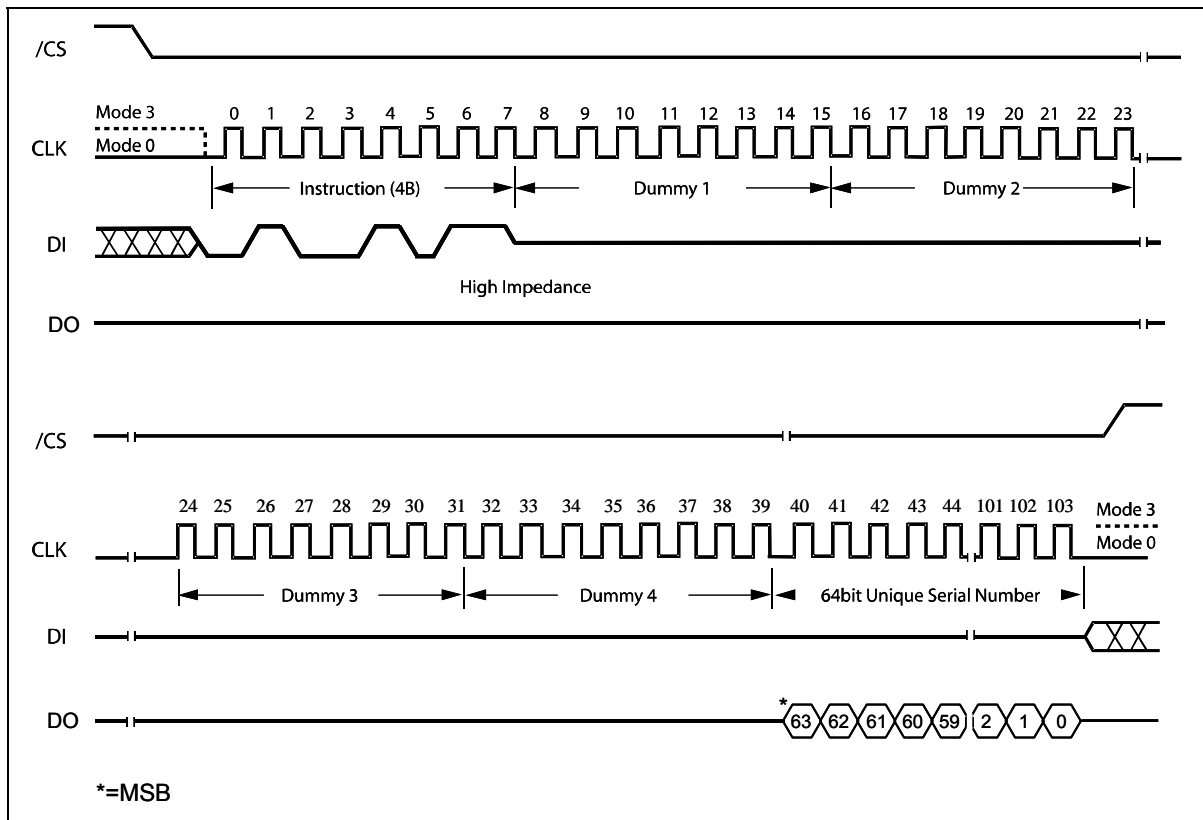 /CS
Mode 3
0 1 2 3 4 5 6 7 8 9 10 11 12 13 14 15 16 17 18 19 20 21 22 23
CLK
Mode 0
Instruction (4B) Dummy 1 Dummy 2
DI
High Impedance
DO
/CS
24 25 26 27 28 29 30 31 32 33 34 35 36 37 38 39 40 41 42 43 44 101 102 103
Mode 3
CLK
Mode 0
Dummy 3 Dummy 4 64bit Unique Serial Number
DI
*
DO 63 62 61 60 59 2 1 0
*=MSB